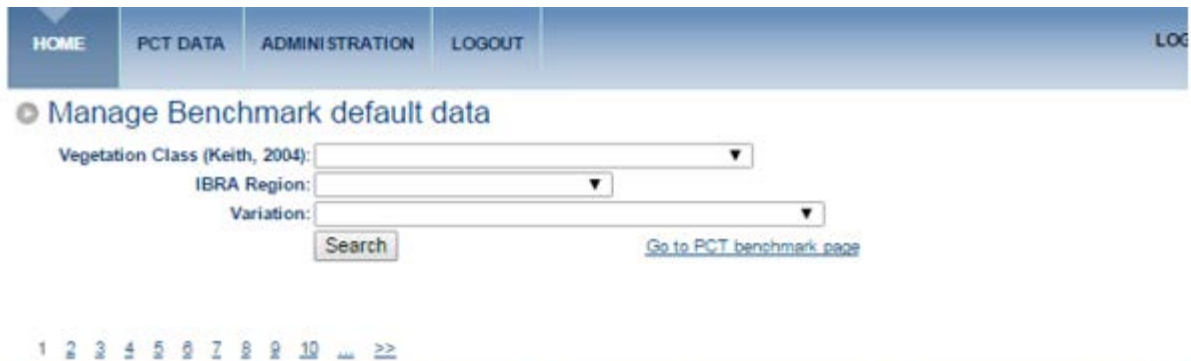 HOME PCT DATA ADMINISTRATION LOGOUT
Manage Benchmark default data
Vegetation Class (Keith, 2004):
IBRA Region:
Variation:
Search Go to PCT benchmark page
1 2 3 4 5 6 7 8 9 10 ... >>